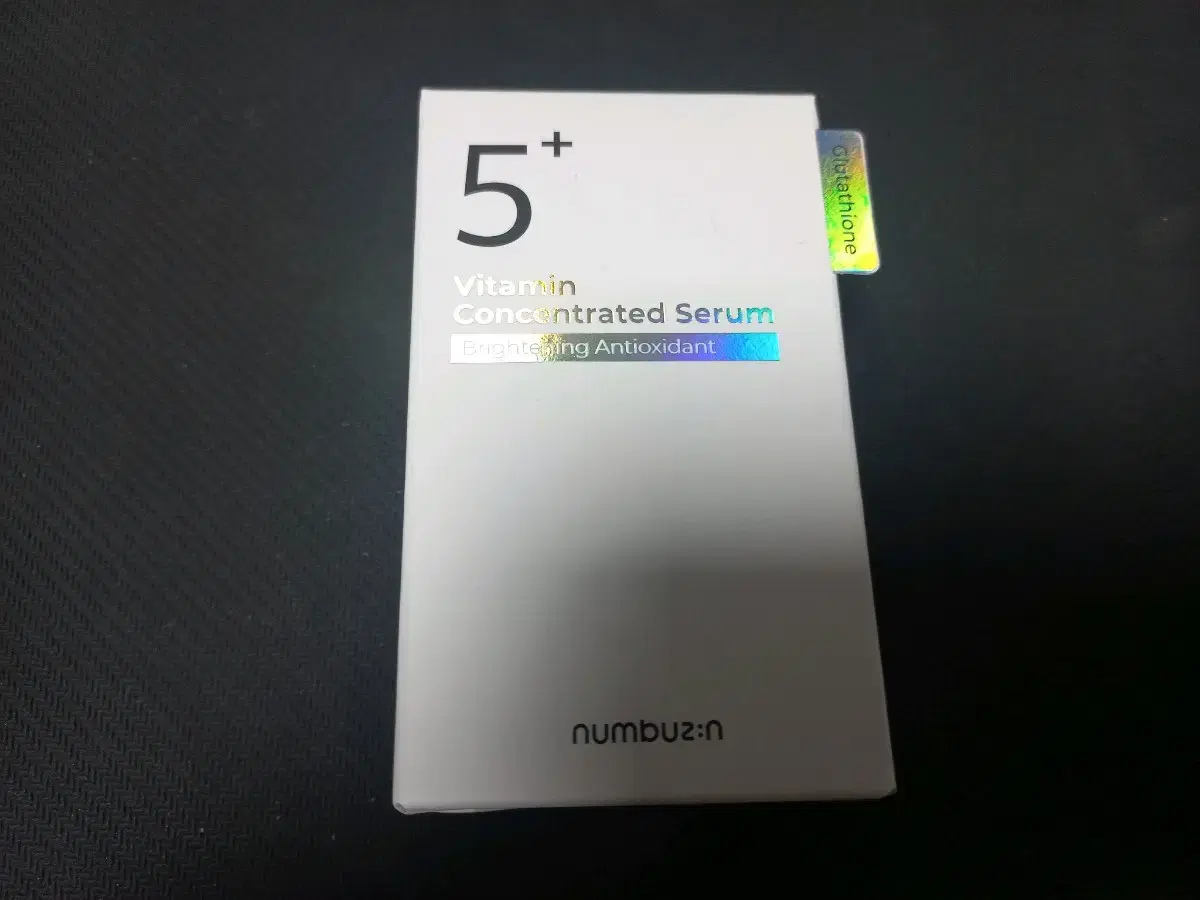 5+
Vitamin
Concentrated Serum
Brightening Antioxidant
Glutathione
numbuz:n